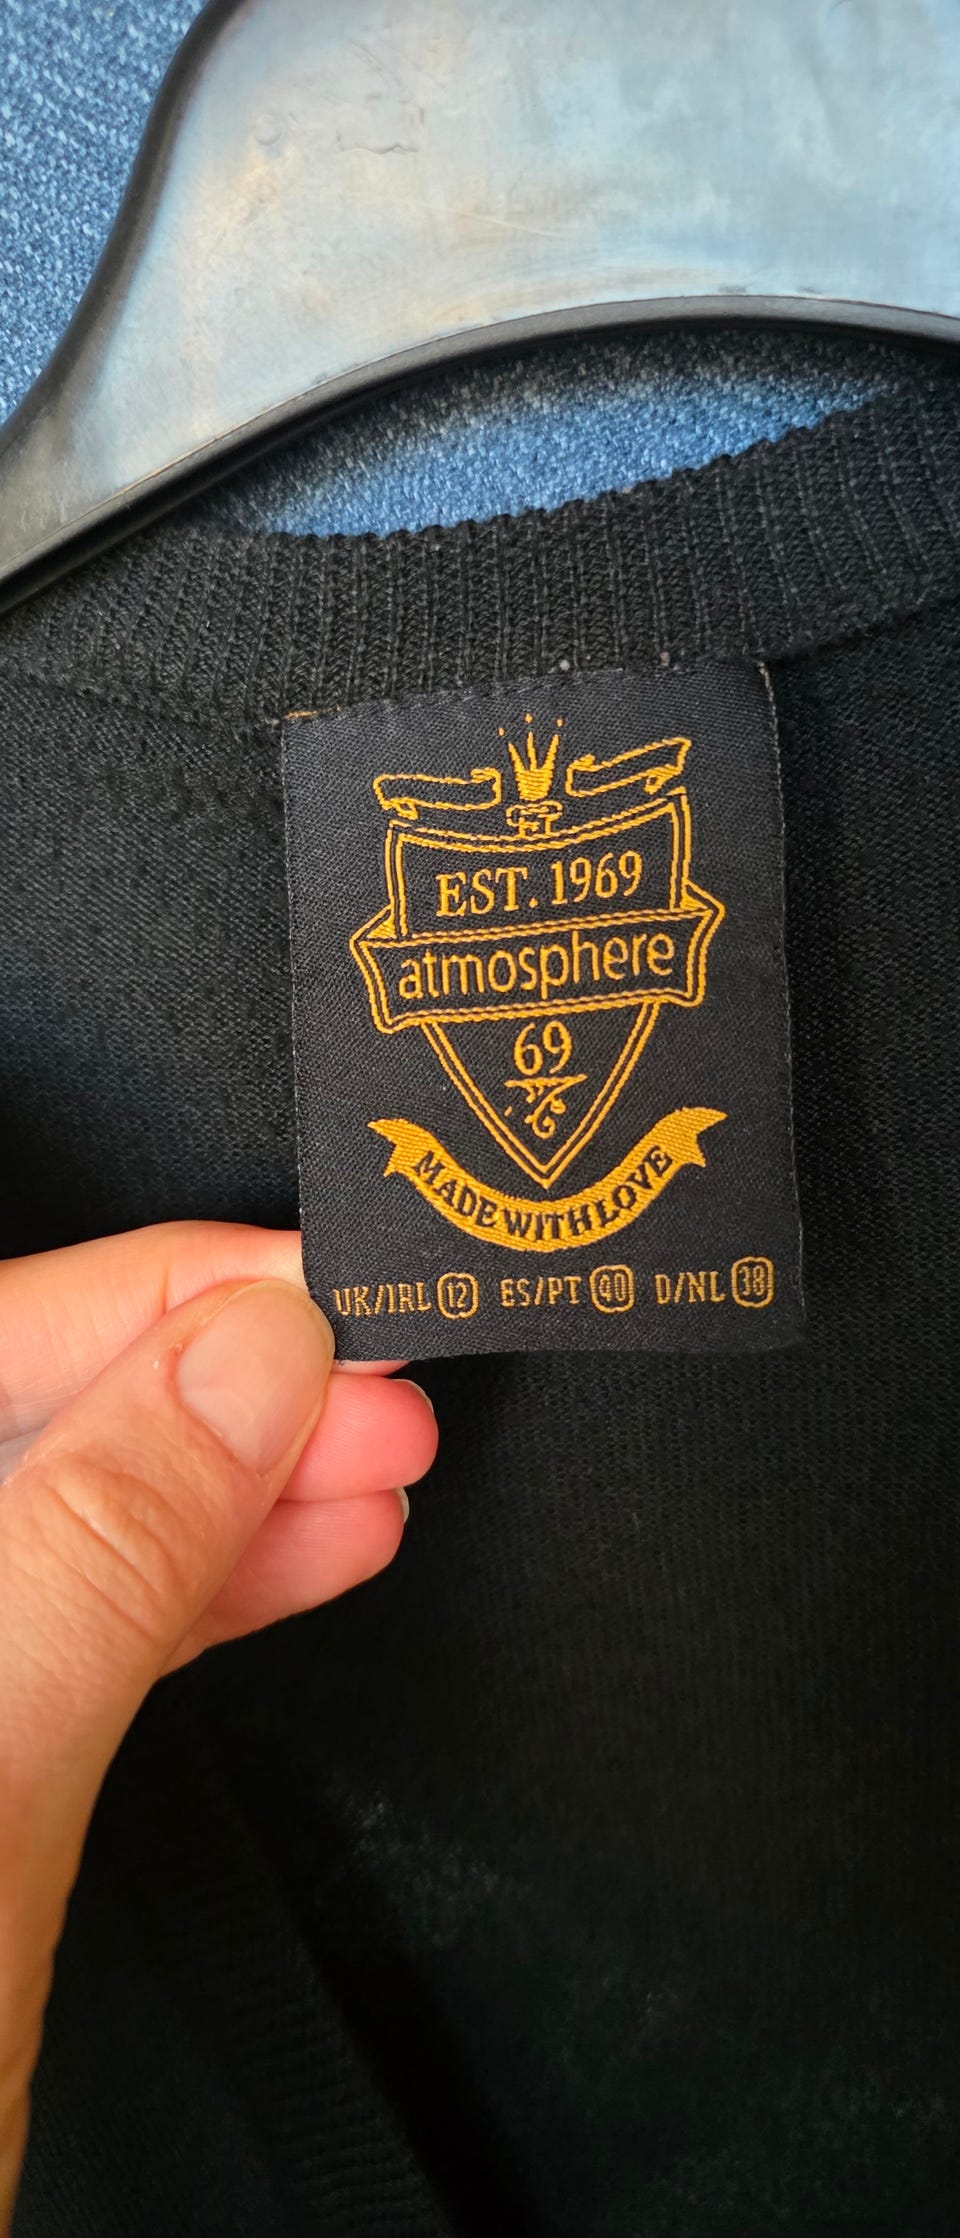 EST. 1969
atmosphere
69
MADE WITH LOVE
UK/IRL 12 ES/PT 40 D/NL 38